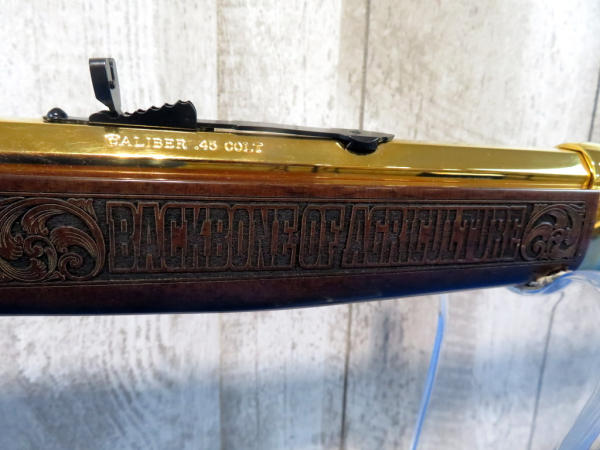 CALIBER .45 COLT
BACKBONE OF AGRICULTURE